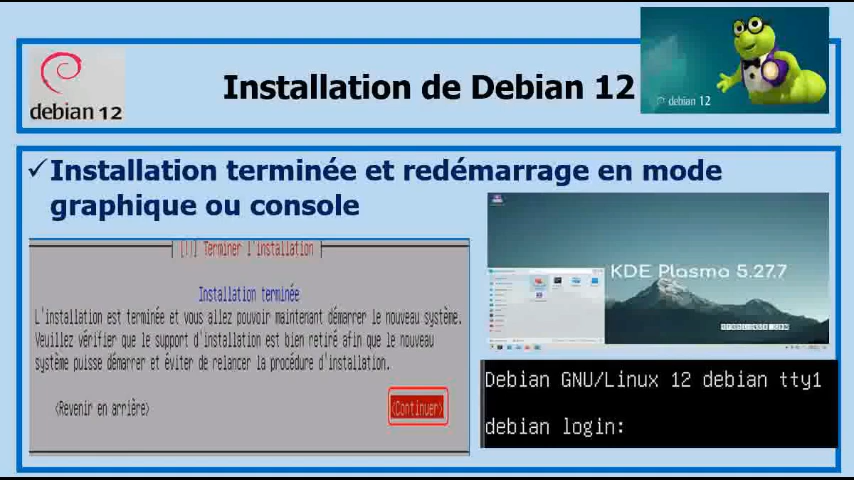 debian 12
Installation de Debian 12
debian 12
✓Installation terminée et redémarrage en mode
graphique ou console
[!!] Terminer l'installation
Installation terminée
L'installation est terminée et vous allez pouvoir maintenant démarrer le nouveau système.
Veuillez vérifier que le support d'installation est bien retiré afin que le nouveau
système puisse démarrer et éviter de relancer la procédure d'installation.
<Revenir en arrière>
<Continuer>
KDE Plasma 5.27.7
Debian GNU/Linux 12 debian tty1
debian login: